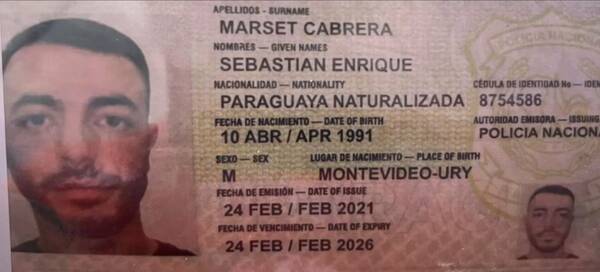 APELLIDOS - SURNAME
MARSET CABRERA
NOMBRES — GIVEN NAMES
SEBASTIAN ENRIQUE
NACIONALIDAD — NATIONALITY CÉDULA DE IDENTIDAD No —
PARAGUAYA NATURALIZADA 8754586
FECHA DE NACIMIENTO — DATE OF BIRTH AUTORIDAD EMISORA — ISSUING
10 ABR / APR 1991 POLICIA
SEXO — SEX LUGAR DE NACIMIENTO — PLACE OF BIRTH
M MONTEVIDEO-URY
FECHA DE EMISIÓN — DATE OF ISSUE
24 FEB / FEB 2021
FECHA DE VENCIMIENTO — DATE OF EXPIRY
24 FEB / FEB 2026